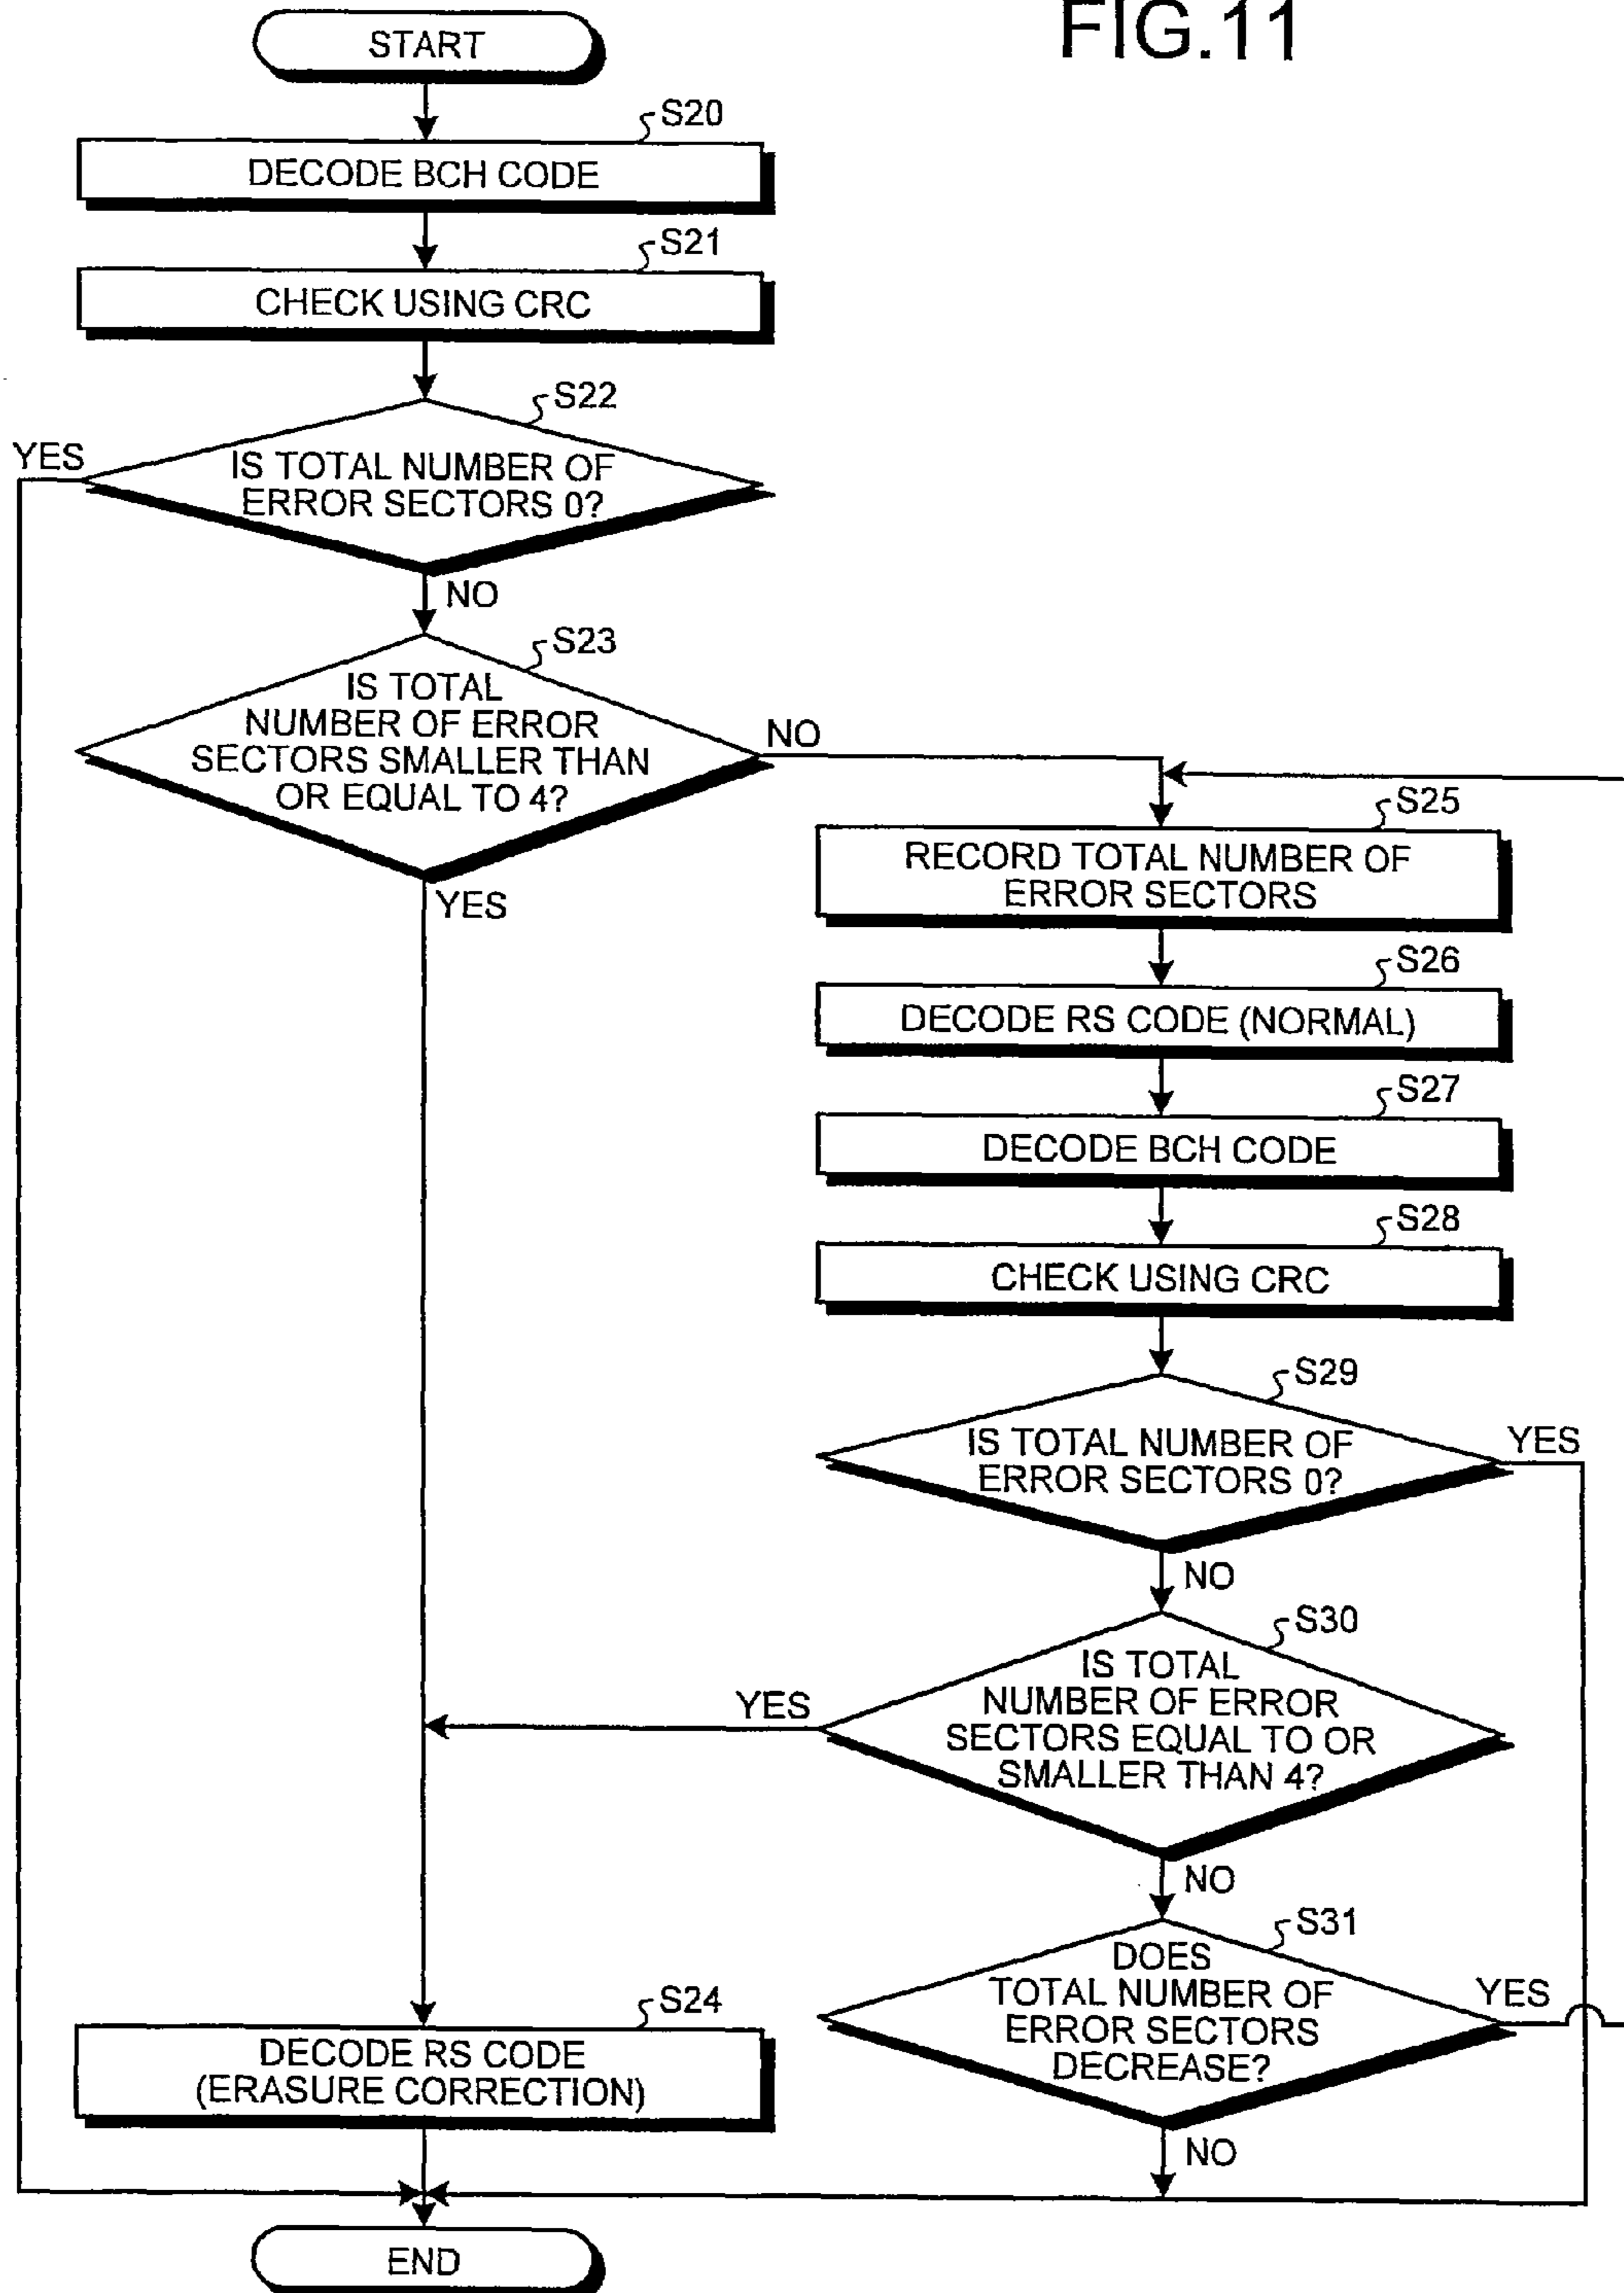 FIG.11
START
S20
DECODE BCH CODE
S21
CHECK USING CRC
S22
YES
IS TOTAL NUMBER OF
ERROR SECTORS 0?
NO
S23
IS TOTAL
NUMBER OF ERROR
SECTORS SMALLER THAN
OR EQUAL TO 4?
NO
YES
S25
RECORD TOTAL NUMBER OF
ERROR SECTORS
S26
DECODE RS CODE (NORMAL)
S27
DECODE BCH CODE
S28
CHECK USING CRC
S29
IS TOTAL NUMBER OF
ERROR SECTORS 0?
YES
NO
S30
IS TOTAL
NUMBER OF ERROR
SECTORS EQUAL TO OR
SMALLER THAN 4?
YES
NO
S31
DOES
TOTAL NUMBER OF
ERROR SECTORS
DECREASE?
YES
NO
S24
DECODE RS CODE
(ERASURE CORRECTION)
END